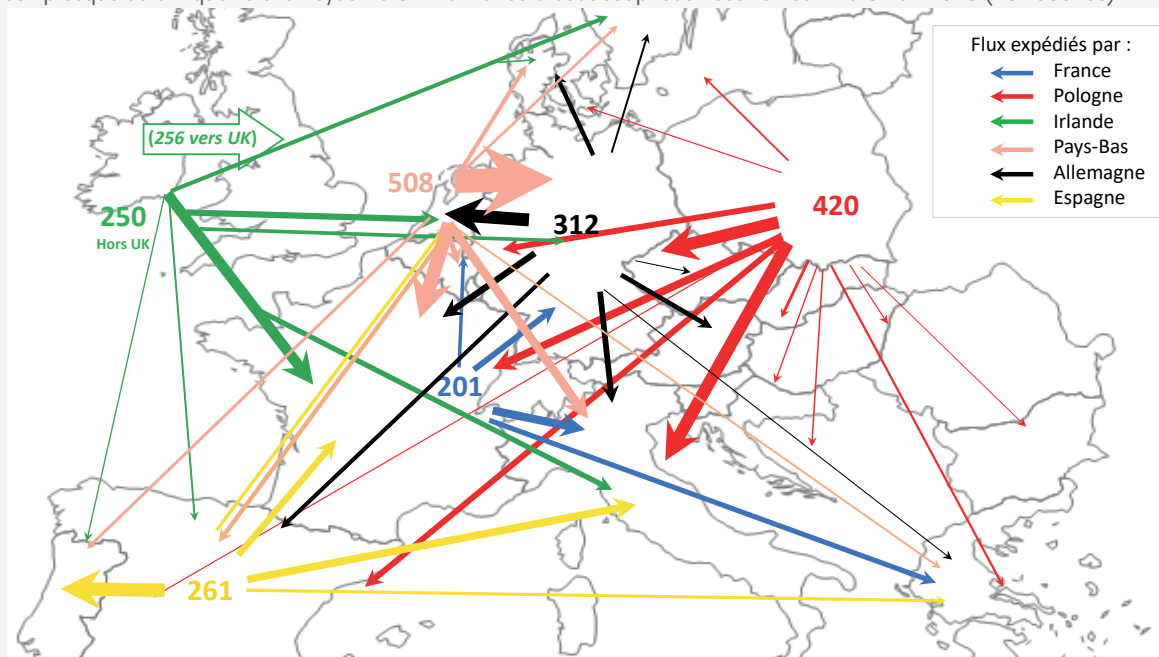 Flux expédiés par :
France
Pologne
Irlande
Pays-Bas
Allemagne
Espagne
(256 vers UK)
508
420
250
Hors UK
312
201
261